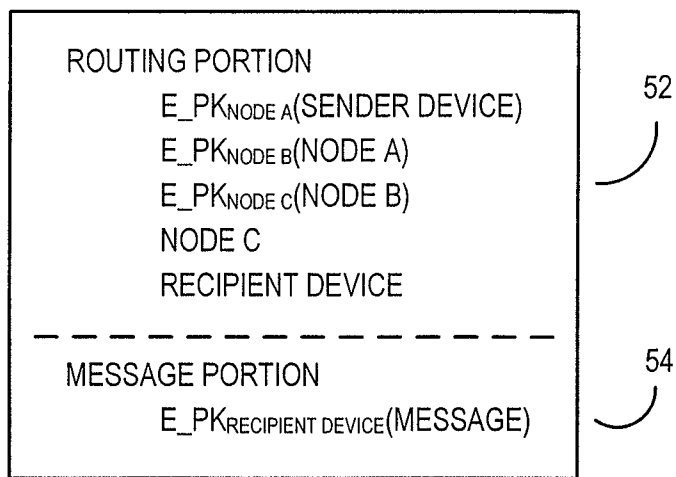 ROUTING PORTION
E_PKNODE A(SENDER DEVICE)
E_PKNODE B(NODE A)
E_PKNODE C(NODE B)
NODE C
RECIPIENT DEVICE
52
MESSAGE PORTION
E_PKRECIPIENT DEVICE(MESSAGE)
54